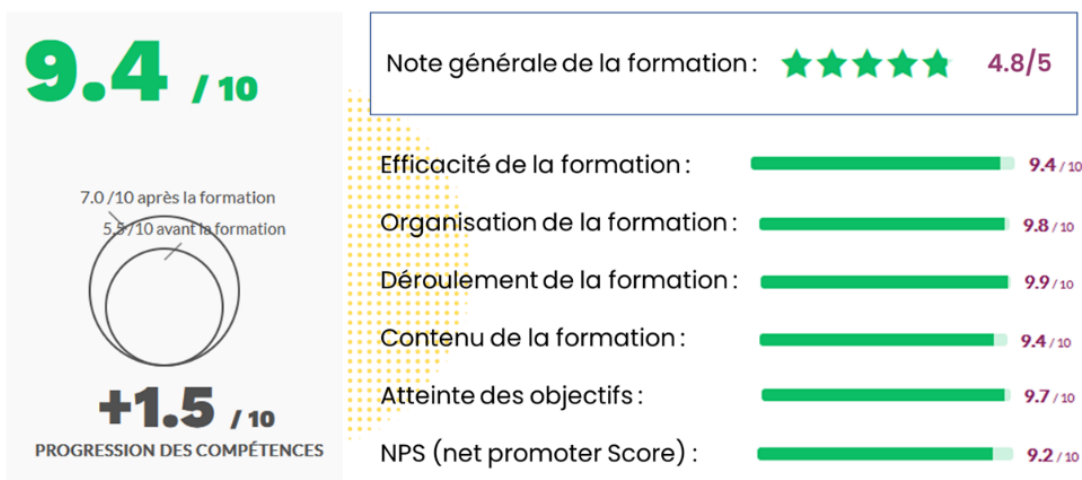 9.4 / 10
7.0 /10 après la formation
5.5 /10 avant la formation
+1.5 / 10
PROGRESSION DES COMPÉTENCES
Note générale de la formation : 4.8/5
Efficacité de la formation : 9.4 / 10
Organisation de la formation : 9.8 / 10
Déroulement de la formation : 9.9 / 10
Contenu de la formation : 9.4 / 10
Atteinte des objectifs : 9.7 / 10
NPS (net promoter Score) : 9.2 / 10